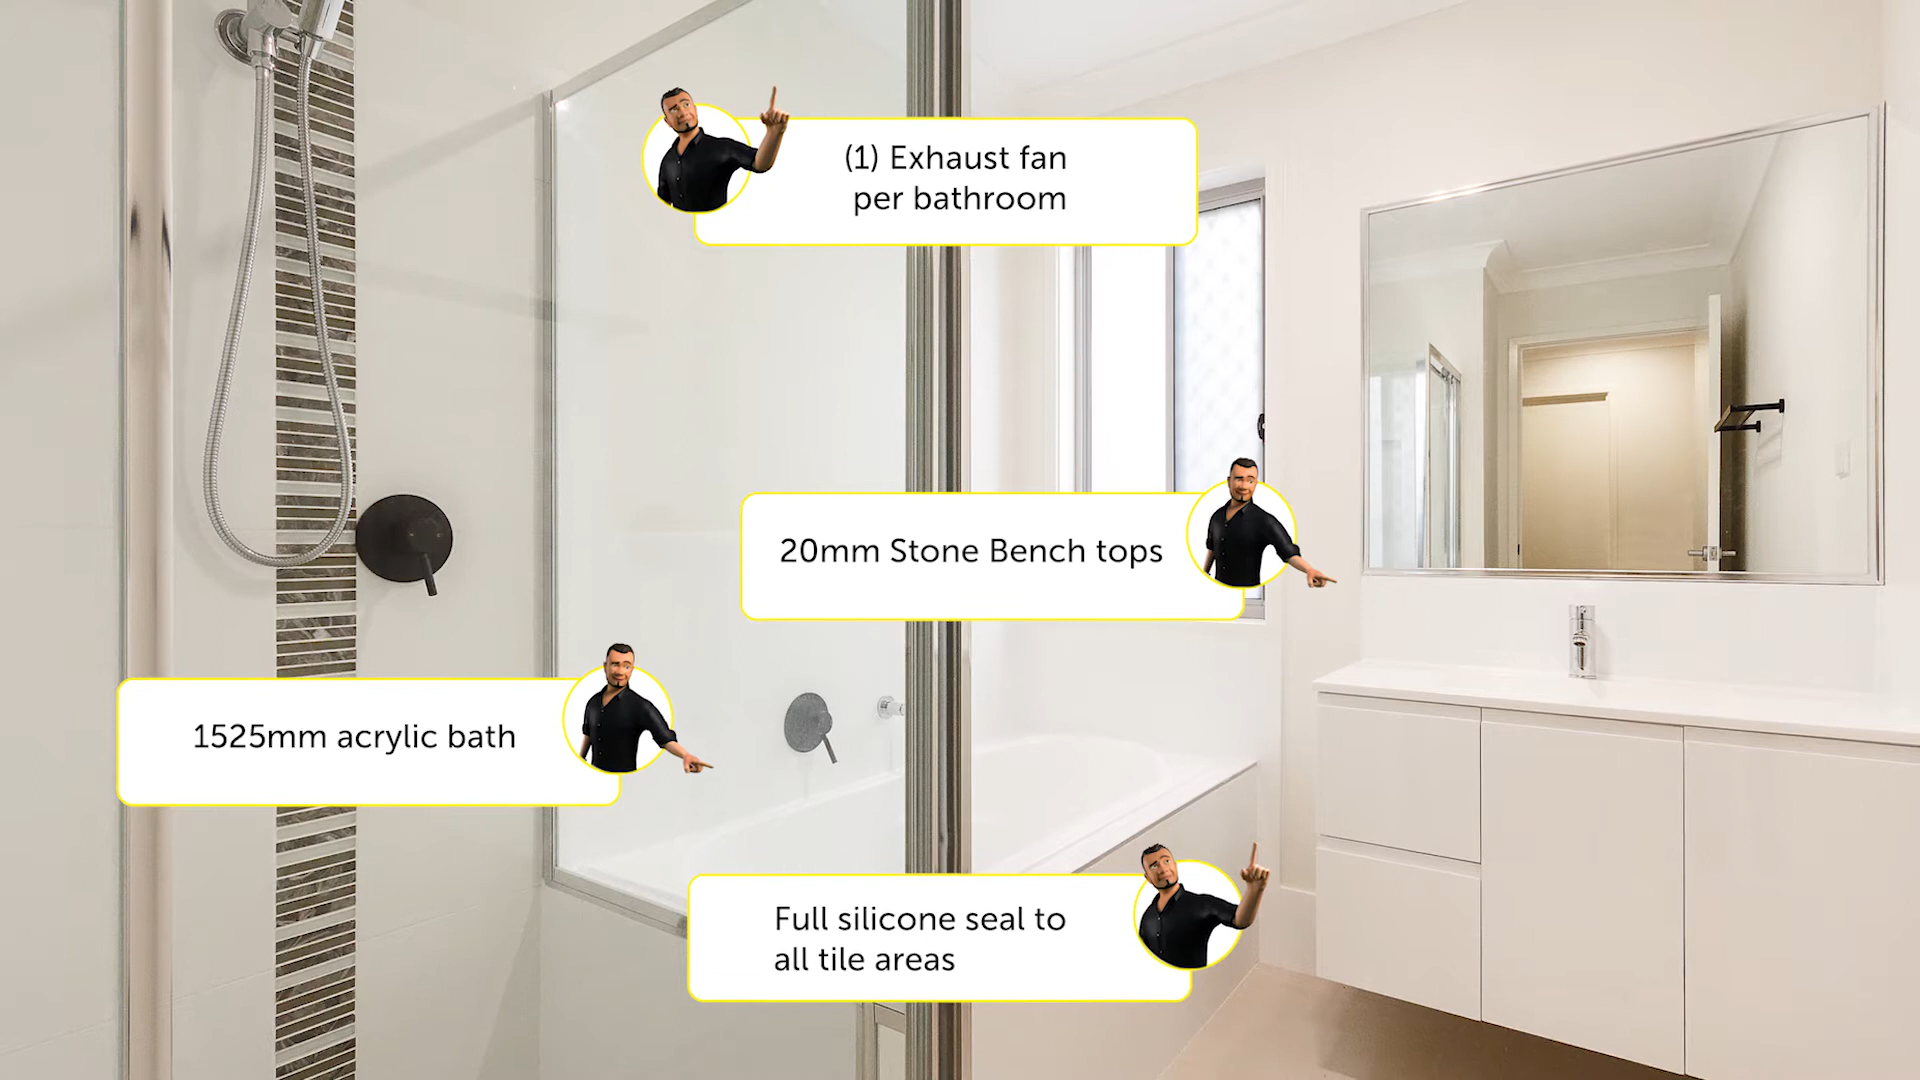 (1) Exhaust fan
per bathroom
20mm Stone Bench tops
1525mm acrylic bath
Full silicone seal to
all tile areas